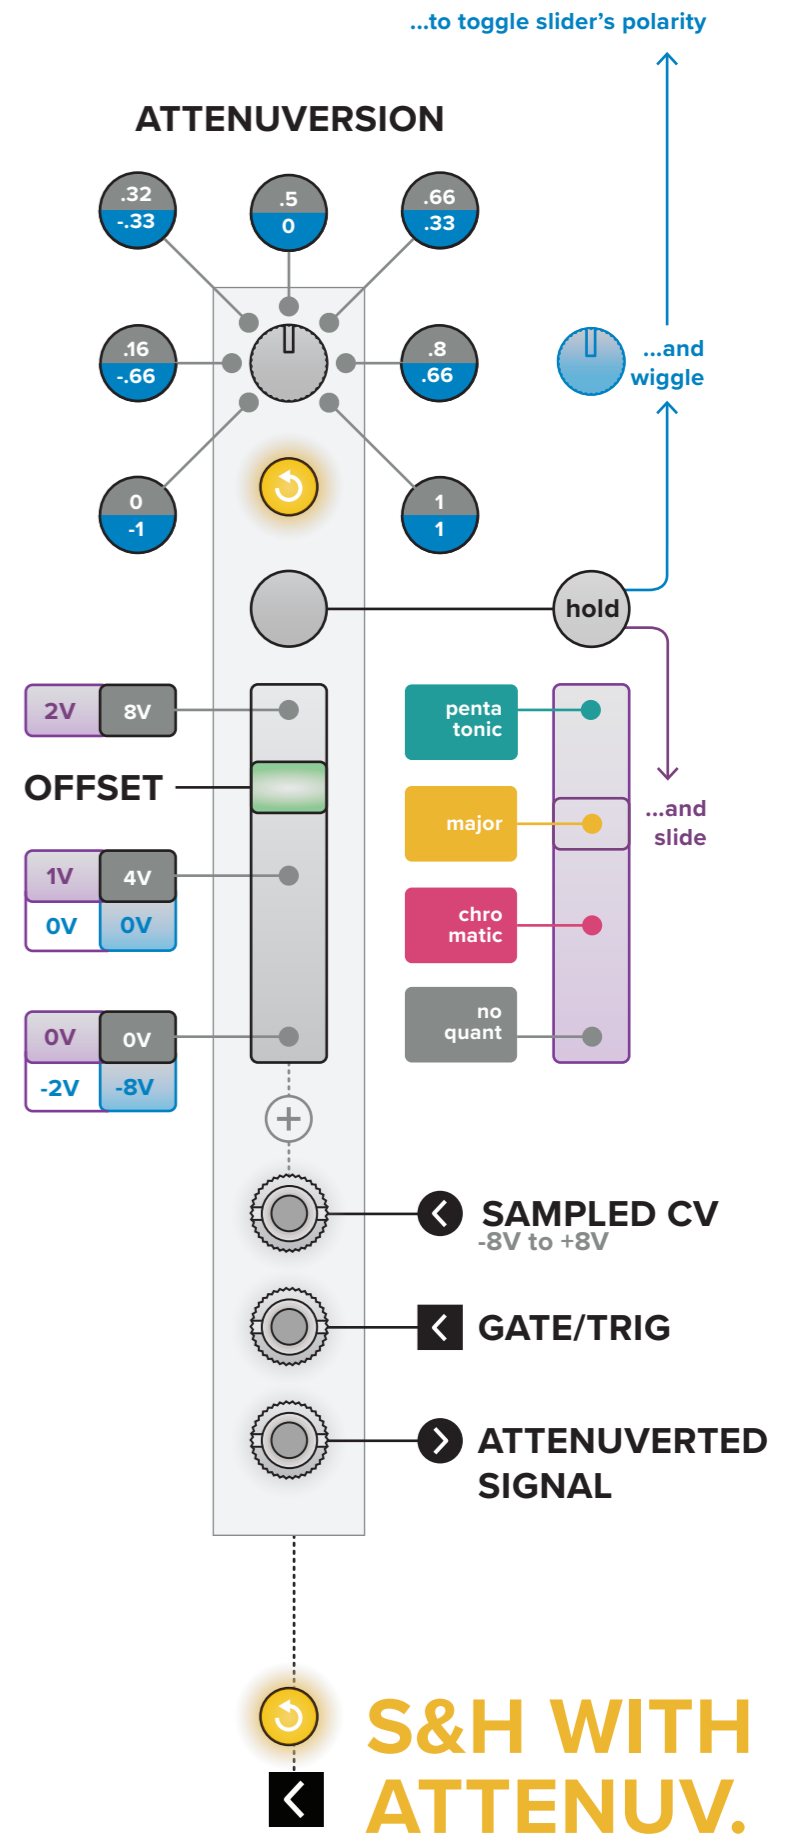 ...to toggle slider's polarity
ATTENUVERSION
.32
-.33
.5
0
.66
.33
.16
-.66
.8
.66
...and
wiggle
0
-1
1
1
hold
2V 8V
OFFSET
1V 4V
0V 0V
0V 0V
-2V -8V
penta
tonic
major
chro
matic
no
quant
...and
slide
SAMPLED CV
-8V to +8V
GATE/TRIG
ATTENUVERTED
SIGNAL
S&H WITH
ATTENUV.